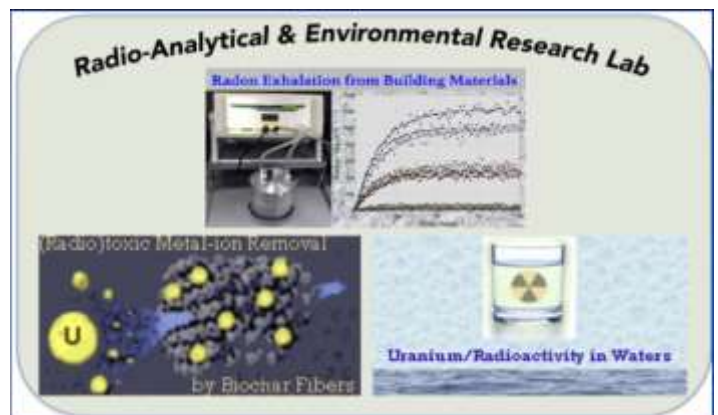 Radio-Analytical & Environmental Research Lab
Radon Exhalation from Building Materials
(Radio)toxic Metal-ion Removal
U
by Biochar Fibers
Uranium/Radioactivity in Waters